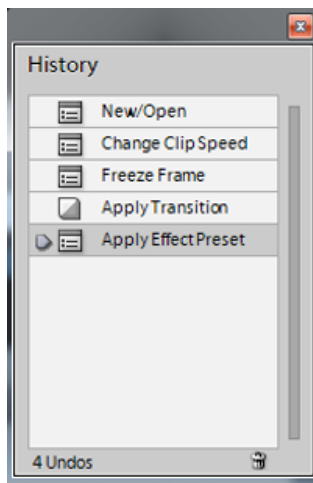 History
New/Open
Change Clip Speed
Freeze Frame
Apply Transition
Apply Effect Preset
4 Undos